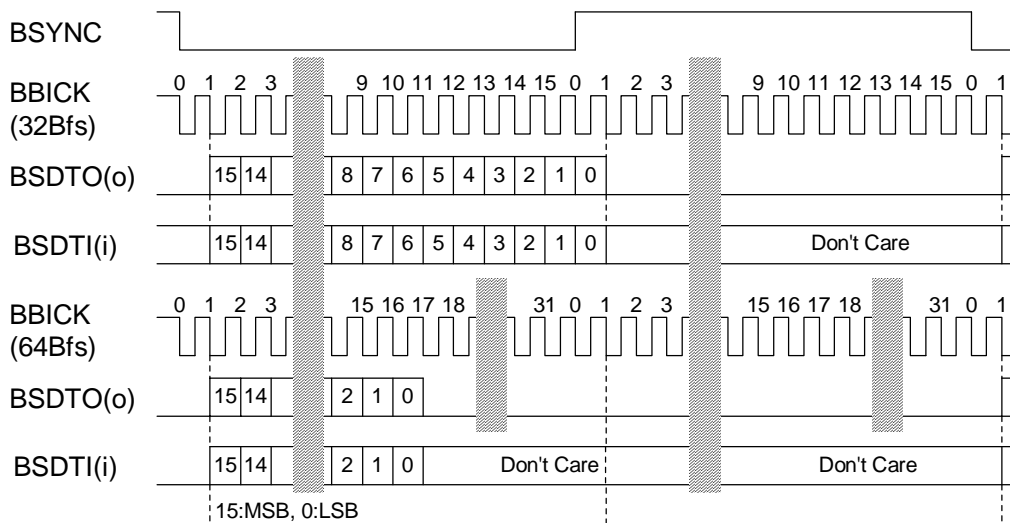 BSYNC
0 1 2 3 9 10 11 12 13 14 15 0 1 2 3 9 10 11 12 13 14 15 0 1
BBICK
(32Bfs)
BSDTO(o) 15 14 8 7 6 5 4 3 2 1 0
BSDTI(i) 15 14 8 7 6 5 4 3 2 1 0 Don't Care
0 1 2 3 15 16 17 18 31 0 1 2 3 15 16 17 18 31 0 1
BBICK
(64Bfs)
BSDTO(o) 15 14 2 1 0
BSDTI(i) 15 14 2 1 0 Don't Care Don't Care
15:MSB, 0:LSB